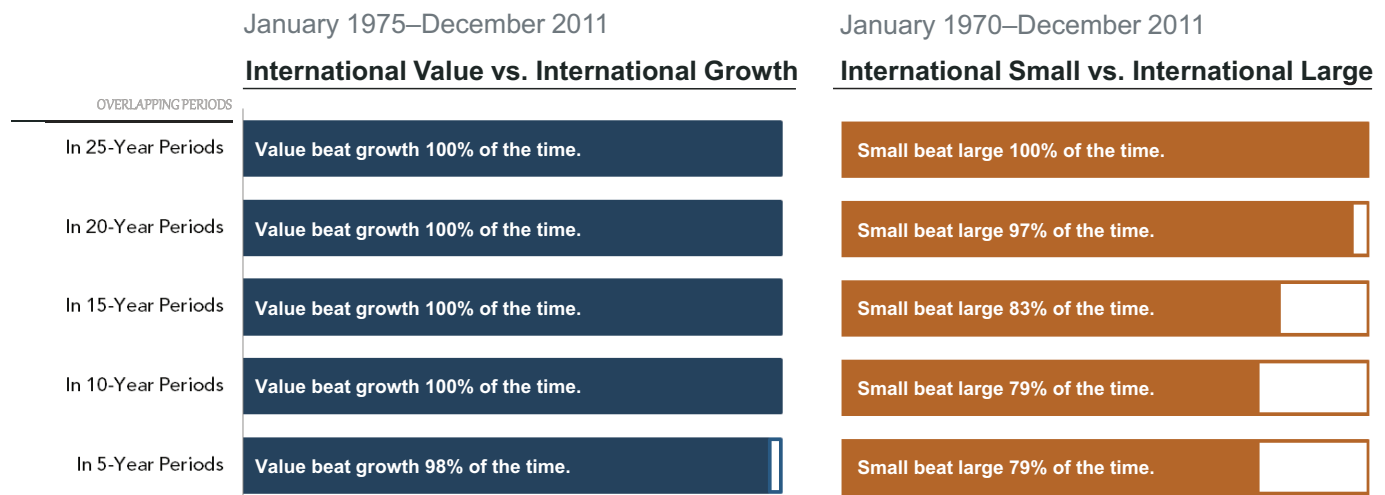 January 1975–December 2011
January 1970–December 2011
International Value vs. International Growth
International Small vs. International Large
OVERLAPPING PERIODS
In 25-Year Periods
Value beat growth 100% of the time.
Small beat large 100% of the time.
In 20-Year Periods
Value beat growth 100% of the time.
Small beat large 97% of the time.
In 15-Year Periods
Value beat growth 100% of the time.
Small beat large 83% of the time.
In 10-Year Periods
Value beat growth 100% of the time.
Small beat large 79% of the time.
In 5-Year Periods
Value beat growth 98% of the time.
Small beat large 79% of the time.